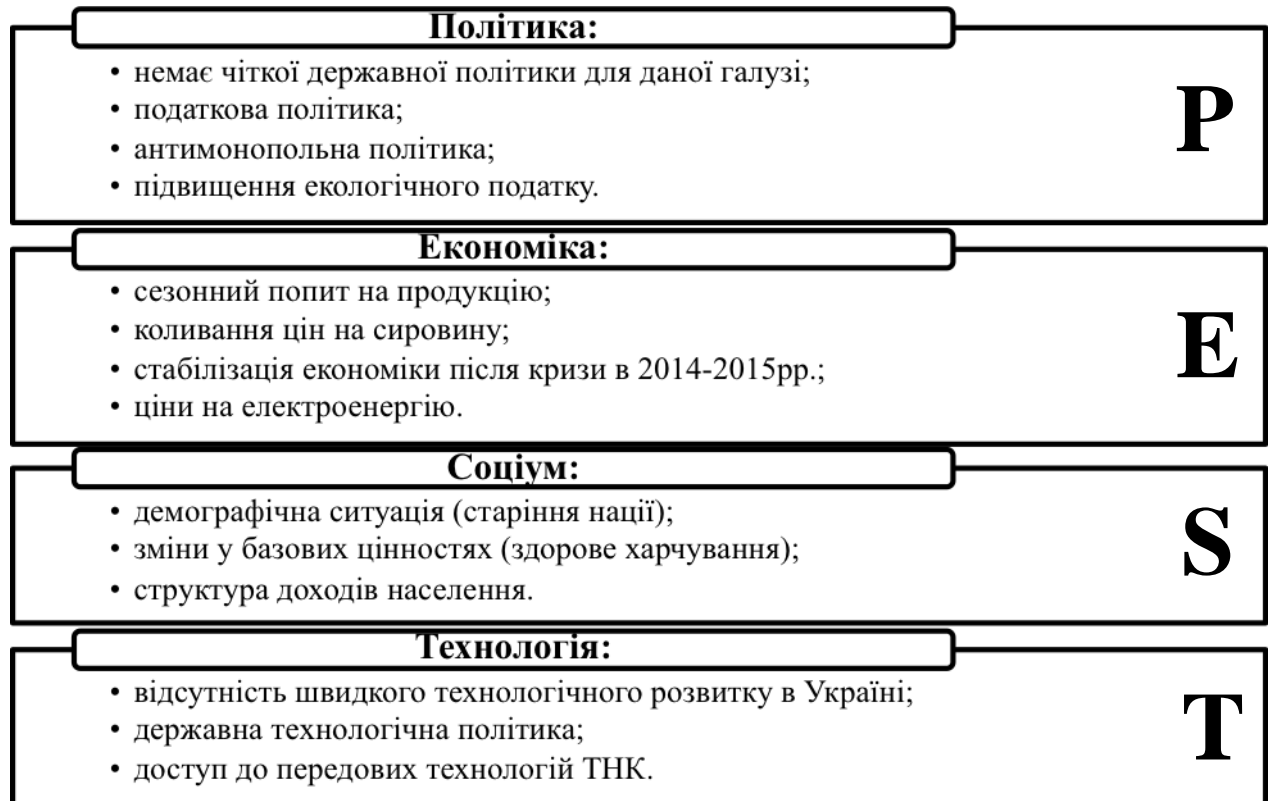 Політика:
• немає чіткої державної політики для даної галузі;
• податкова політика;
• антимонопольна політика;
• підвищення екологічного податку.
P
Економіка:
• сезонний попит на продукцію;
• коливання цін на сировину;
• стабілізація економіки після кризи в 2014-2015рр.;
• ціни на електроенергію.
E
Соціум:
• демографічна ситуація (старіння нації);
• зміни у базових цінностях (здорове харчування);
• структура доходів населення.
S
Технологія:
• відсутність швидкого технологічного розвитку в Україні;
• державна технологічна політика;
• доступ до передових технологій ТНК.
T